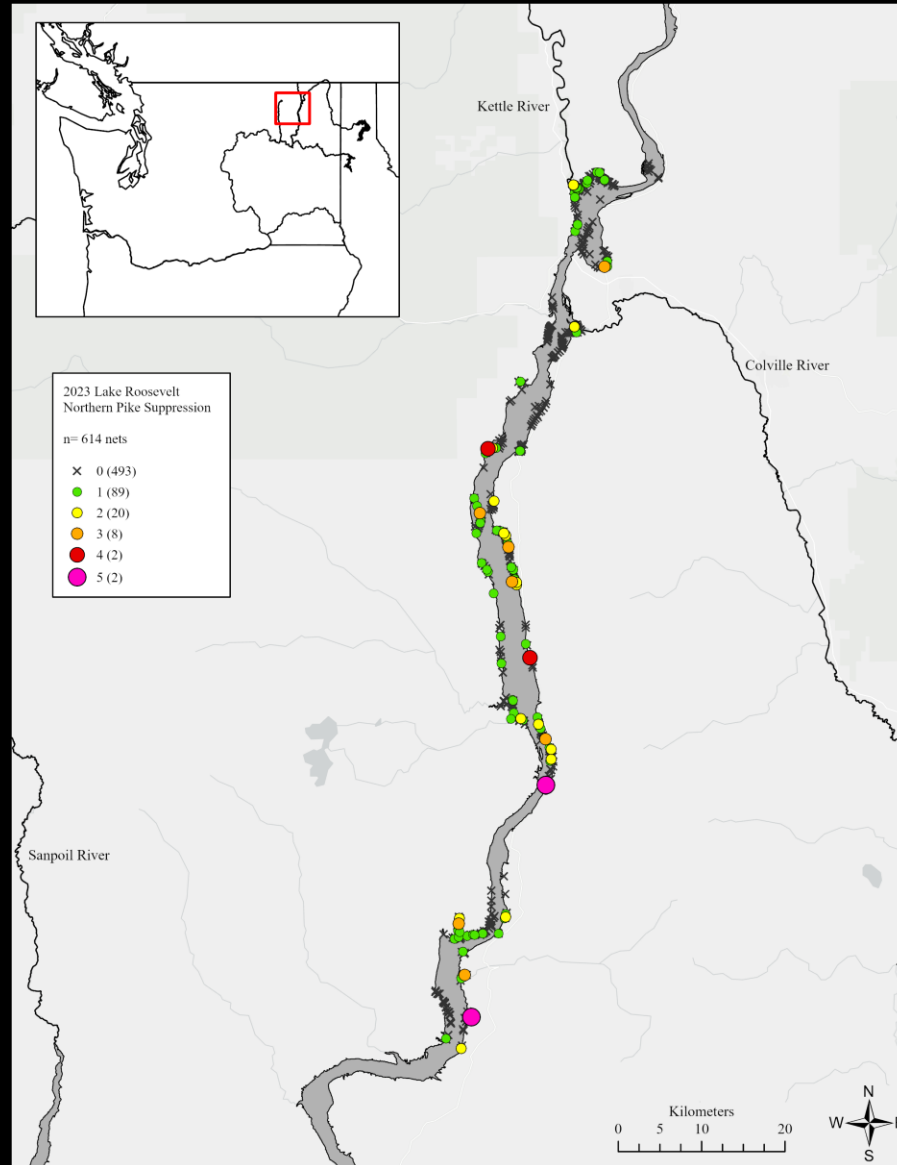 Kettle River
Colville River
2023 Lake Roosevelt
Northern Pike Suppression
n= 614 nets
0 (493)
1 (89)
2 (20)
3 (8)
4 (2)
5 (2)
Sanpoil River
Kilometers
0 5 10 20
N
W E
S